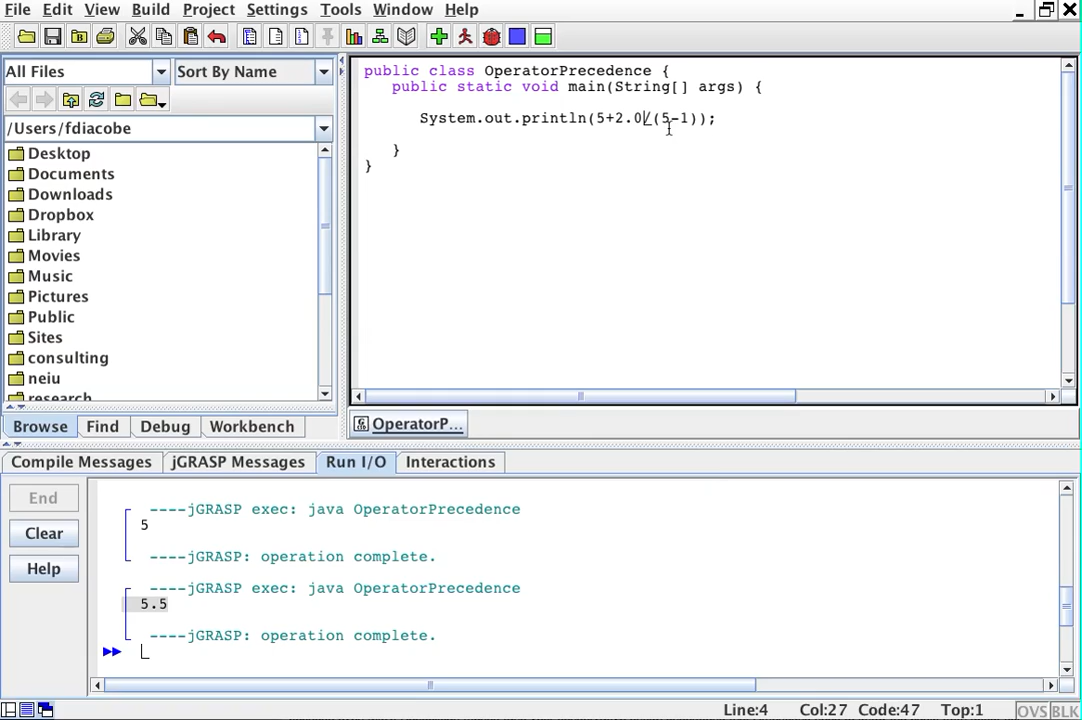 File Edit View Build Project Settings Tools Window Help
All Files Sort By Name
/Users/fdiacobe
Desktop
Documents
Downloads
Dropbox
Library
Movies
Music
Pictures
Public
Sites
consulting
neiu
research
Browse Find Debug Workbench
public class OperatorPrecedence {
public static void main(String[] args) {
System.out.println(5+2.0/(5-1));
}
}
OperatorP...
Compile Messages jGRASP Messages Run I/O Interactions
End
Clear
Help
----jGRASP exec: java OperatorPrecedence
5
----jGRASP: operation complete.
----jGRASP exec: java OperatorPrecedence
5.5
----jGRASP: operation complete.
Line:4 Col:27 Code:47 Top:1 OVS BLK